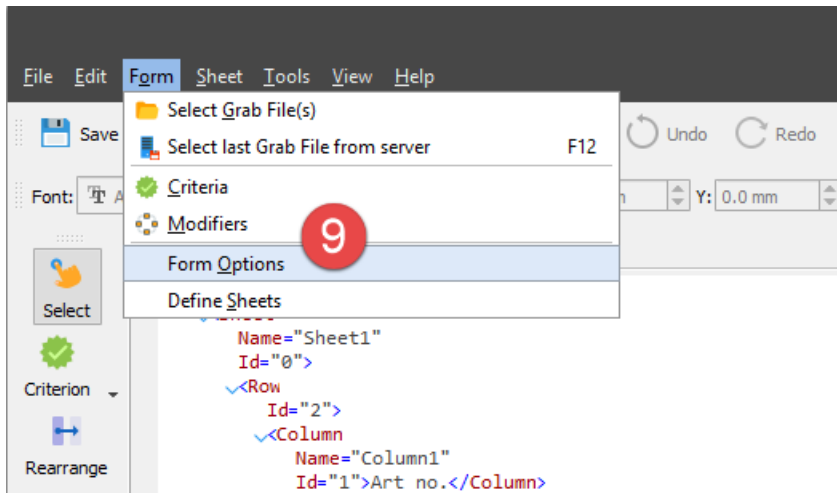 File Edit Form Sheet Tools View Help
Select Grab File(s)
Save
Select last Grab File from server F12
Undo Redo
Criteria
Font:
Y: 0.0 mm
Modifiers
9
Form Options
Define Sheets
Select
Name="Sheet1"
Id="0">
Criterion
<Row
Id="2">
<Column
Name="Column1"
Rearrange
Id="1">Art no.</Column>